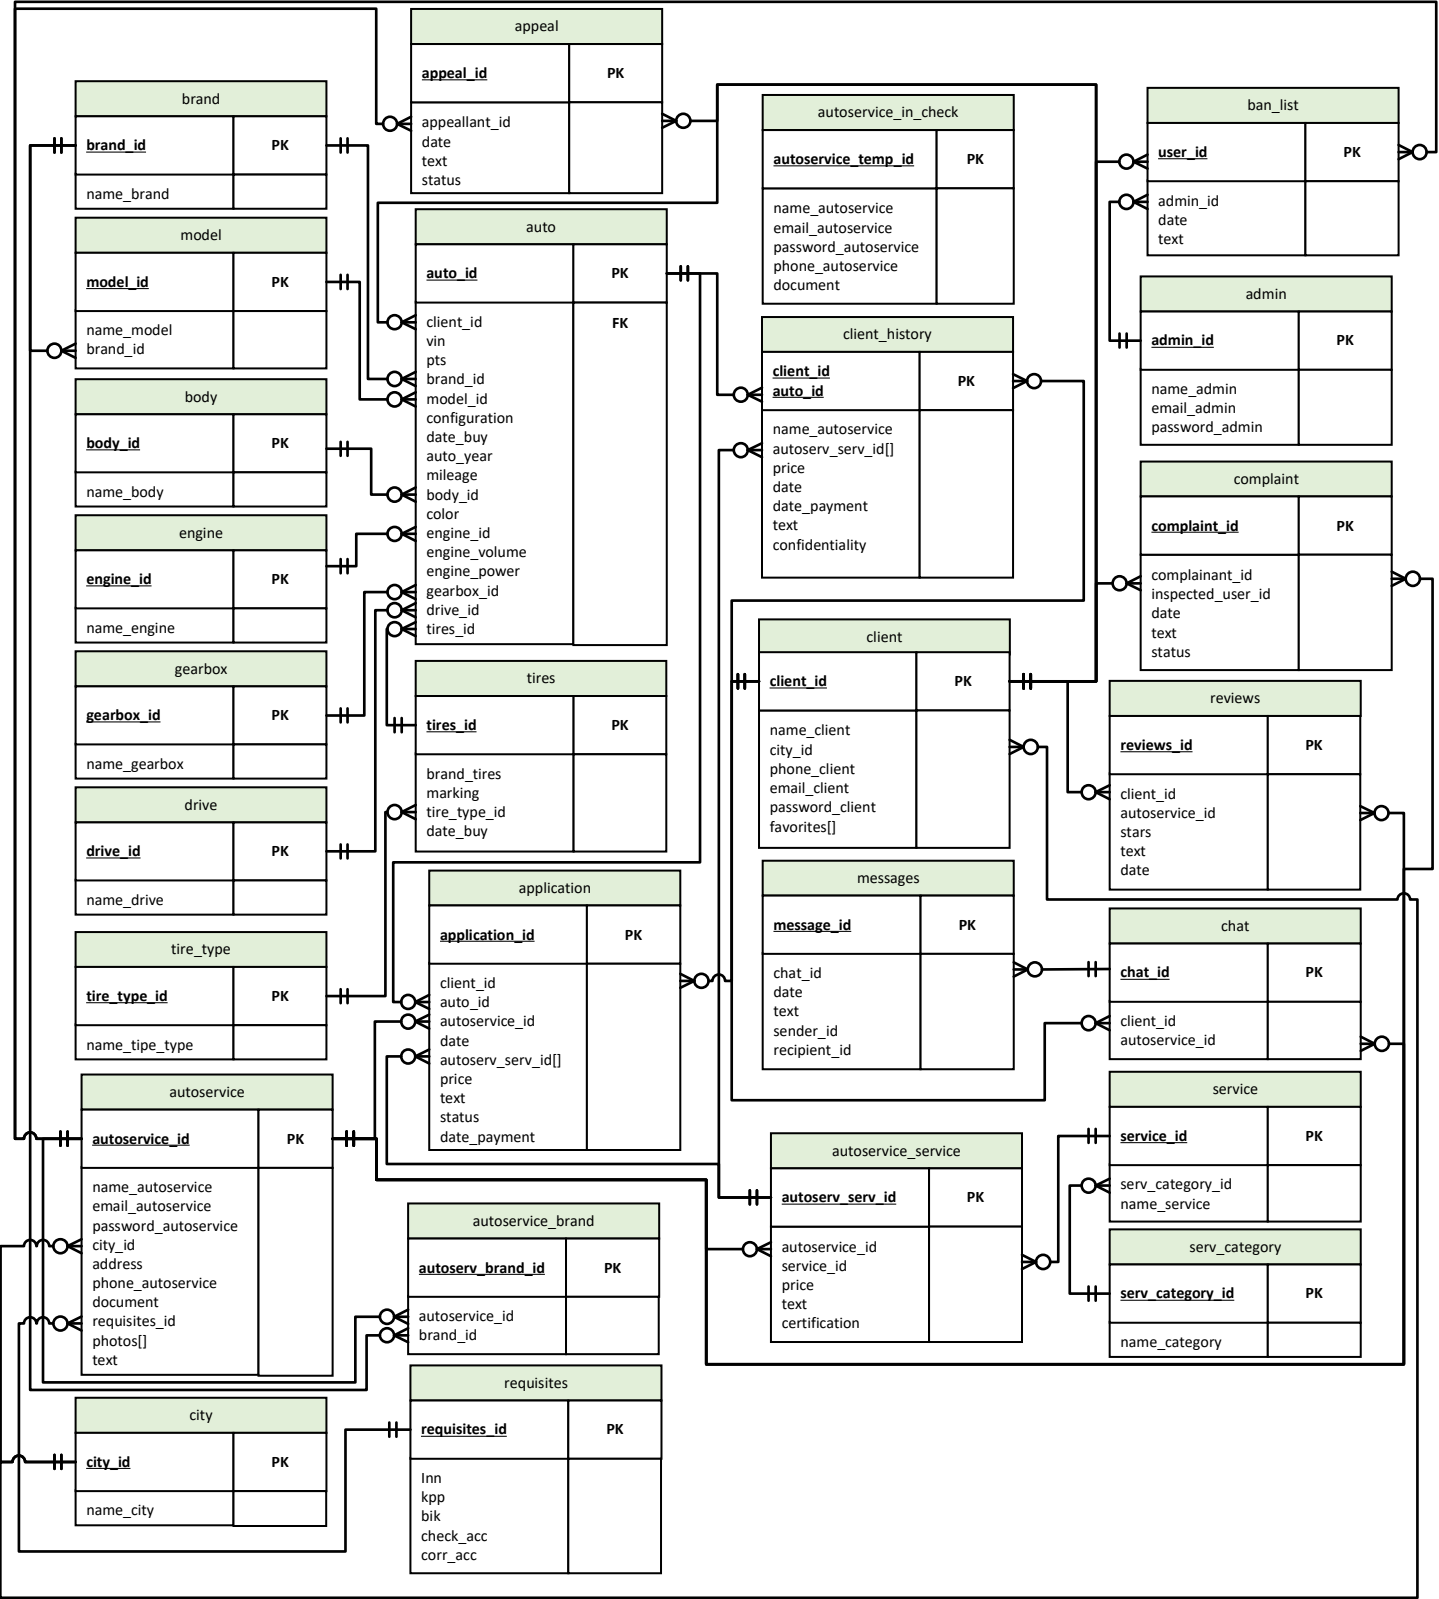 appeal
appeal_id PK
appeallant_id
date
text
status
brand
brand_id PK
name_brand
model
model_id PK
name_model
brand_id
body
body_id PK
name_body
engine
engine_id PK
name_engine
gearbox
gearbox_id PK
name_gearbox
drive
drive_id PK
name_drive
tire_type
tire_type_id PK
name_tipe_type
autoservice
autoservice_id PK
name_autoservice
email_autoservice
password_autoservice
city_id
address
phone_autoservice
document
requisites_id
photos[]
text
city
city_id PK
name_city
auto
auto_id PK
client_id FK
vin
pts
brand_id
model_id
configuration
date_buy
auto_year
mileage
body_id
color
engine_id
engine_volume
engine_power
gearbox_id
drive_id
tires_id
tires
tires_id PK
brand_tires
marking
tire_type_id
date_buy
application
application_id PK
client_id
auto_id
autoservice_id
date
autoserv_serv_id[]
price
text
status
date_payment
autoservice_brand
autoserv_brand_id PK
autoservice_id
brand_id
requisites
requisites_id PK
Inn
kpp
bik
check_acc
corr_acc
autoservice_in_check
autoservice_temp_id PK
name_autoservice
email_autoservice
password_autoservice
phone_autoservice
document
client_history
client_id
auto_id PK
name_autoservice
autoserv_serv_id[]
price
date
date_payment
text
confidentiality
client
client_id PK
name_client
city_id
phone_client
email_client
password_client
favorites[]
messages
message_id PK
chat_id
date
text
sender_id
recipient_id
autoservice_service
autoserv_serv_id PK
autoservice_id
service_id
price
text
certification
ban_list
user_id PK
admin_id
date
text
admin
admin_id PK
name_admin
email_admin
password_admin
complaint
complaint_id PK
complainant_id
inspected_user_id
date
text
status
reviews
reviews_id PK
client_id
autoservice_id
stars
text
date
chat
chat_id PK
client_id
autoservice_id
service
service_id PK
serv_category_id
name_service
serv_category
serv_category_id PK
name_category